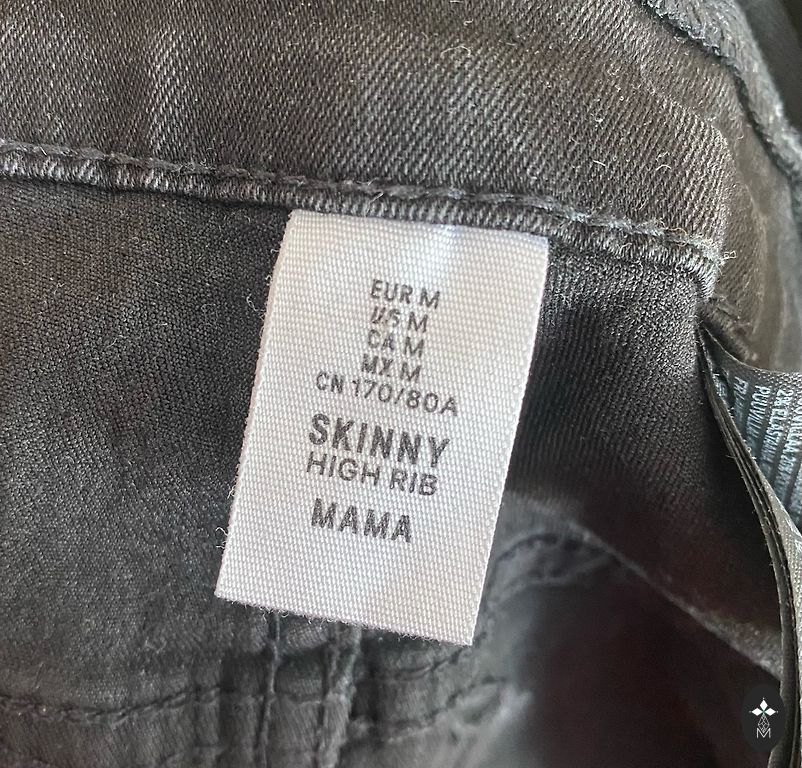 EUR M
US M
CA M
MX M
CN 170/80A
SKINNY
HIGH RIB
MAMA
M